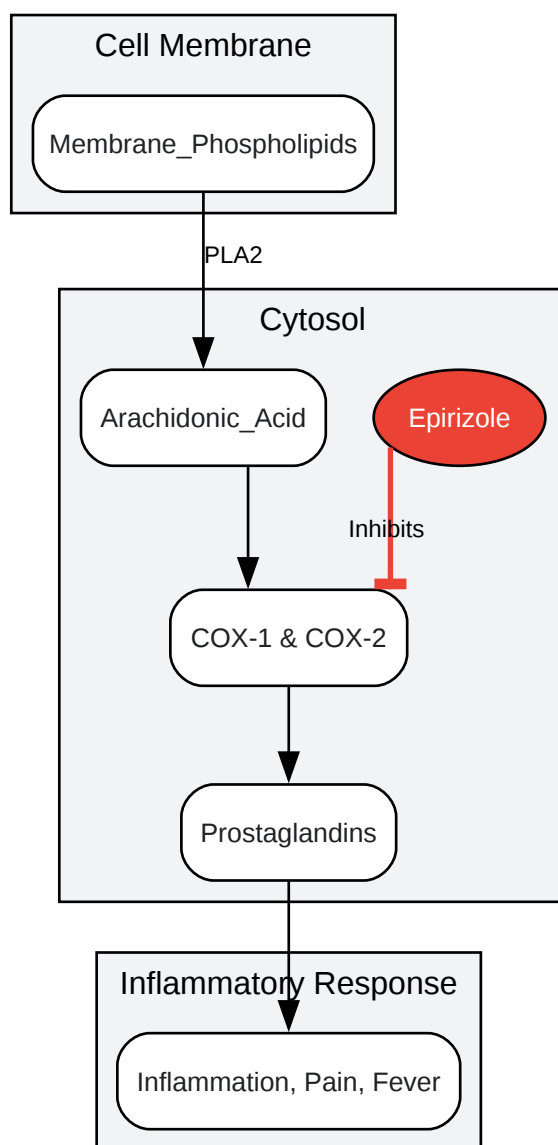 Cell Membrane
Membrane_Phospholipids
PLA2
Cytosol
Arachidonic_Acid
Epirizole
Inhibits
COX-1 & COX-2
Prostaglandins
Inflammatory Response
Inflammation, Pain, Fever